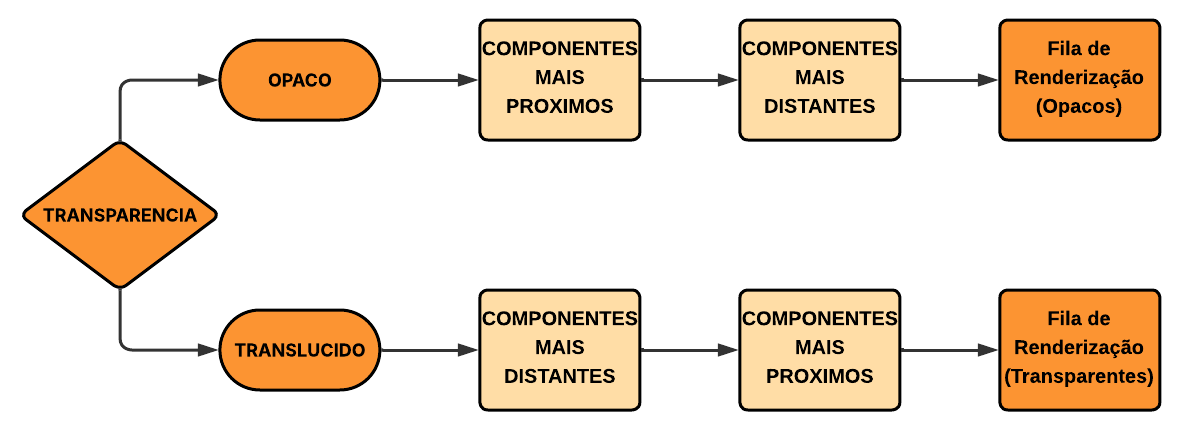 OPACO
COMPONENTES
MAIS
PROXIMOS
COMPONENTES
MAIS
DISTANTES
Fila de
Renderização
(Opacos)
TRANSPARENCIA
TRANSLUCIDO
COMPONENTES
MAIS
DISTANTES
COMPONENTES
MAIS
PROXIMOS
Fila de
Renderização
(Transparentes)